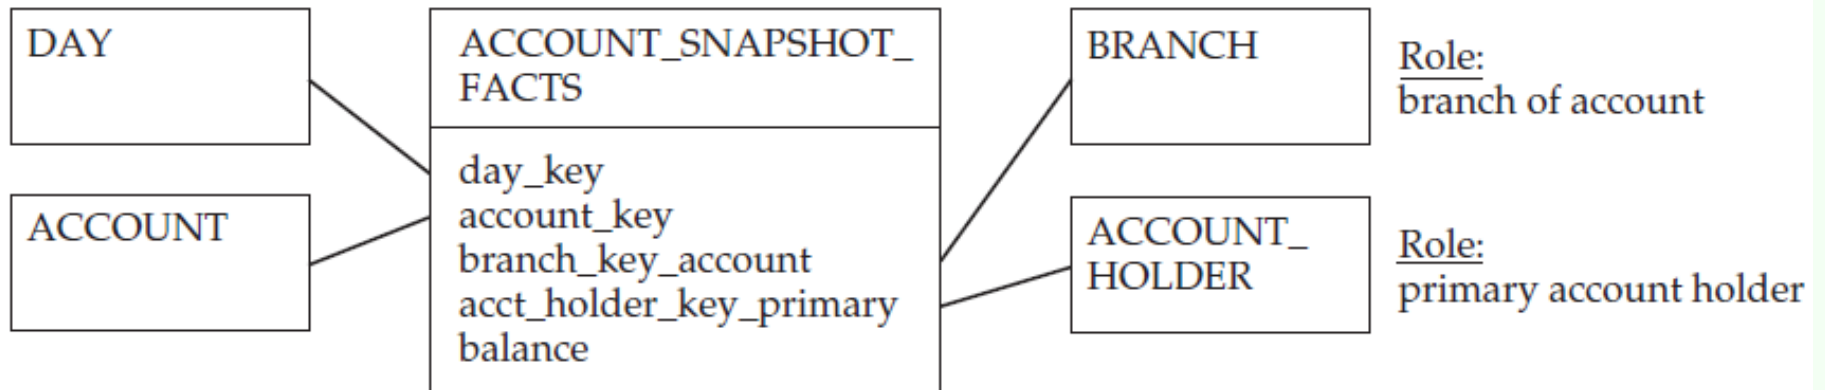 DAY
ACCOUNT
ACCOUNT_SNAPSHOT_
FACTS
day_key
account_key
branch_key_account
acct_holder_key_primary
balance
BRANCH
Role:
branch of account
ACCOUNT_
HOLDER
Role:
primary account holder